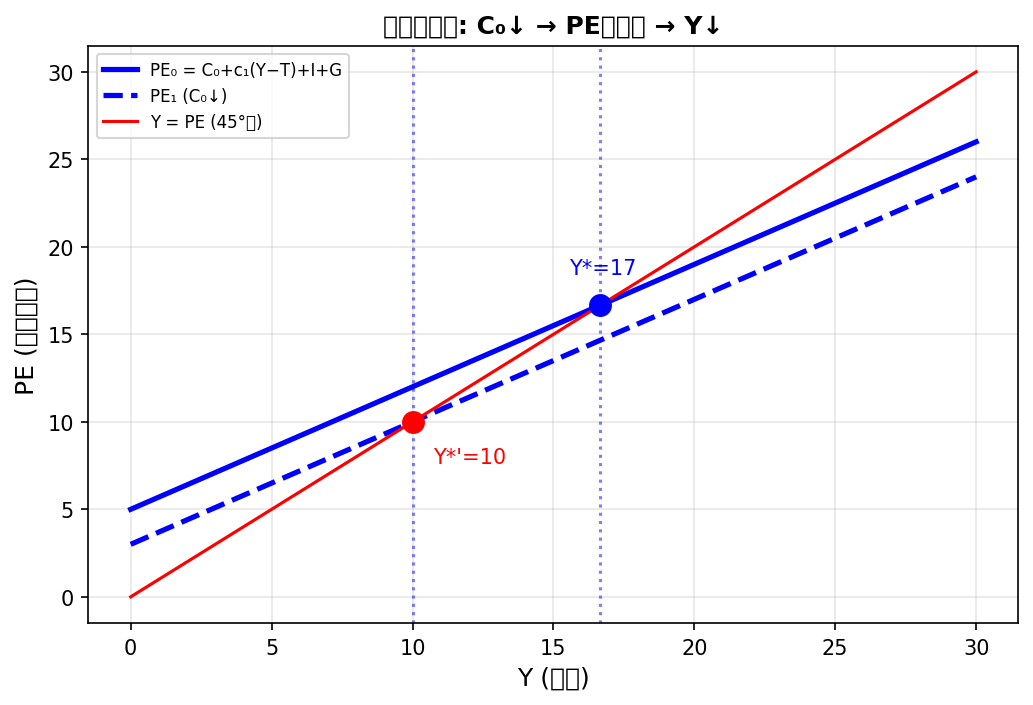 C₀↓ → PE → Y↓
PE₀ = C₀+c₁(Y−T)+I+G
PE₁ (C₀↓)
Y = PE (45°)
30
25
20
15
10
5
0
PE
Y*=17
Y*'=10
0 5 10 15 20 25 30
Y